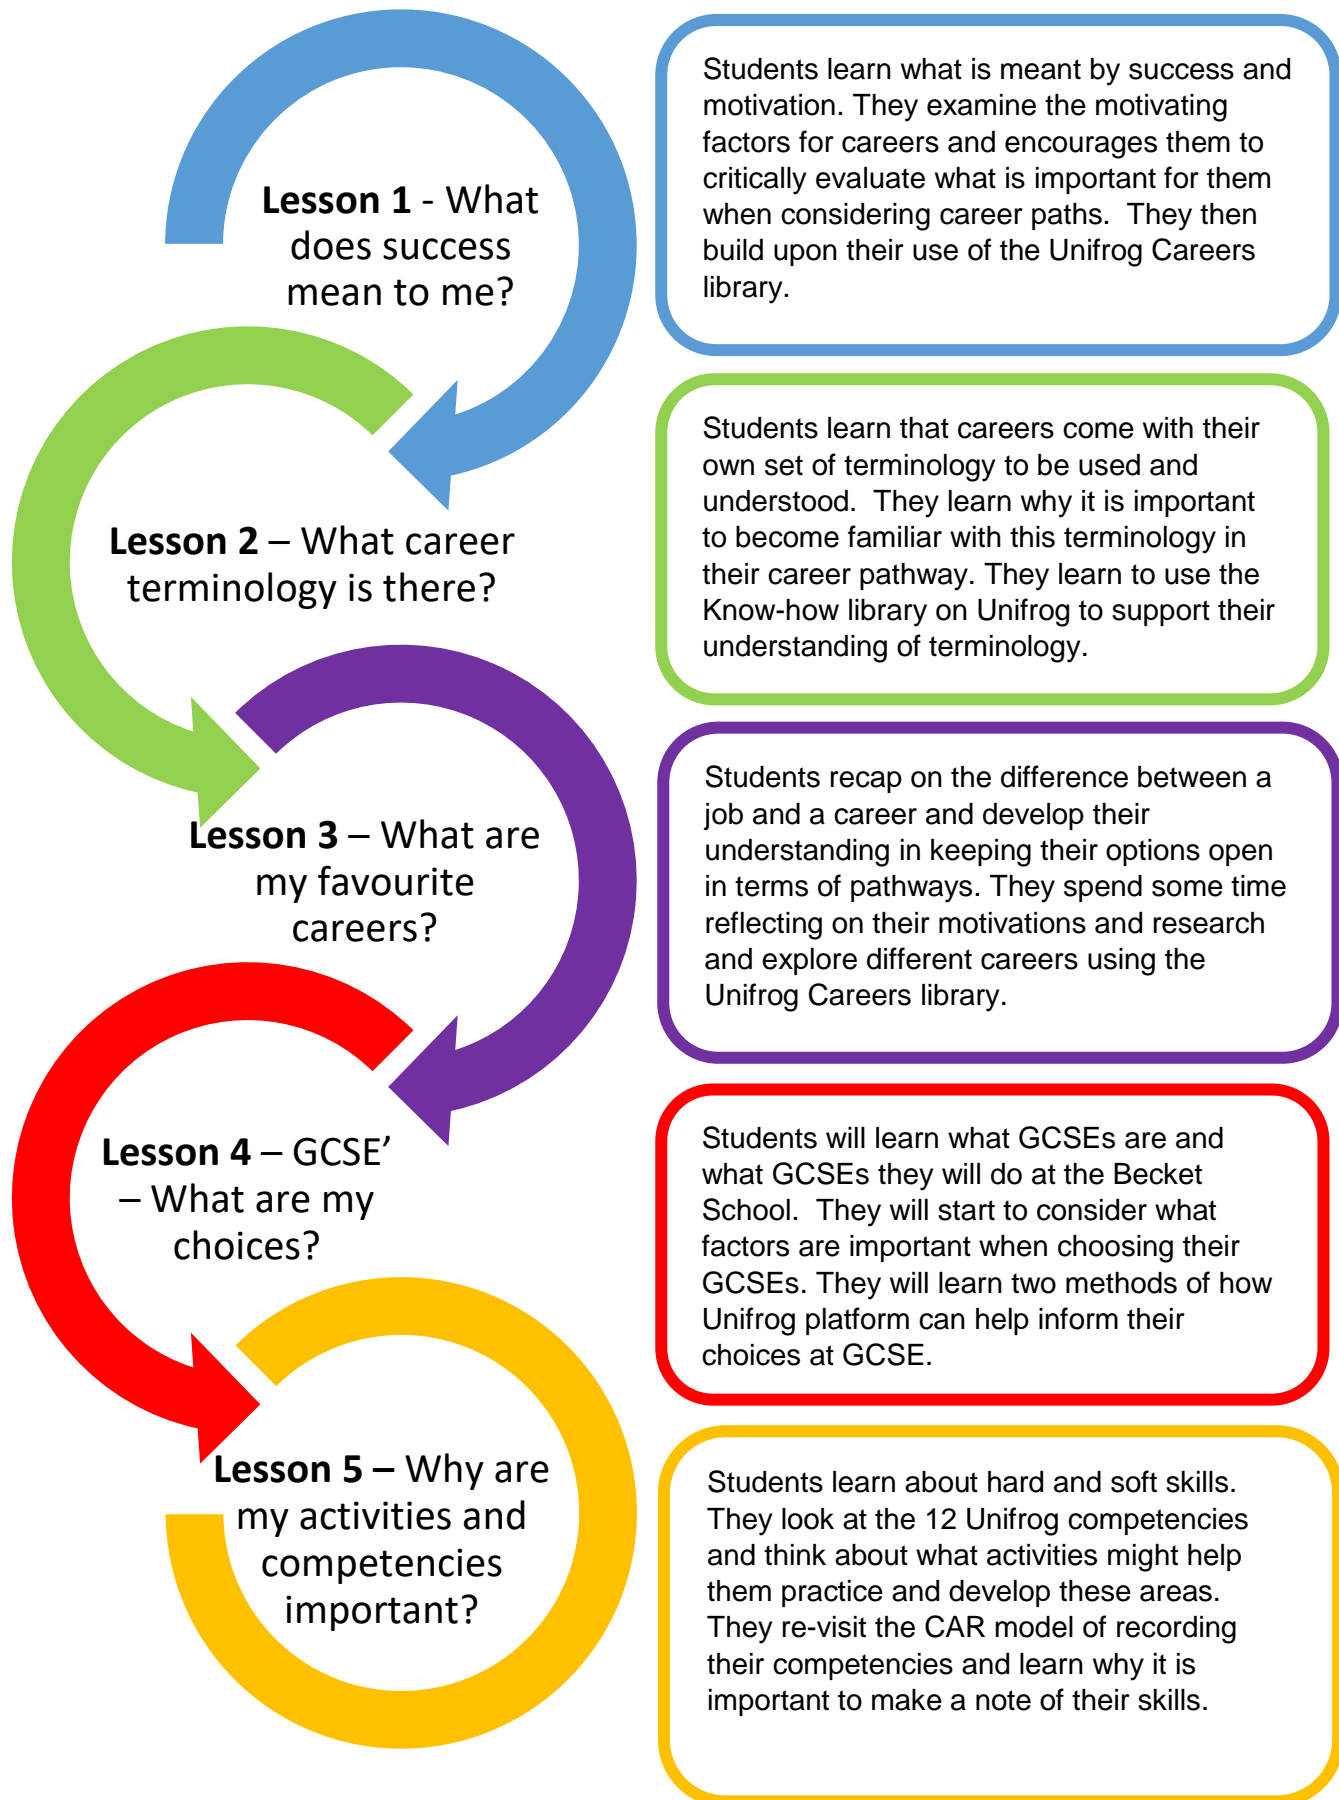 Lesson 1 - What
does success
mean to me?
Students learn what is meant by success and
motivation. They examine the motivating
factors for careers and encourages them to
critically evaluate what is important for them
when considering career paths.  They then
build upon their use of the Unifrog Careers
library.
Lesson 2 – What career
terminology is there?
Students learn that careers come with their
own set of terminology to be used and
understood.  They learn why it is important
to become familiar with this terminology in
their career pathway. They learn to use the
Know-how library on Unifrog to support their
understanding of terminology.
Lesson 3 – What are
my favourite
careers?
Students recap on the difference between a
job and a career and develop their
understanding in keeping their options open
in terms of pathways. They spend some time
reflecting on their motivations and research
and explore different careers using the
Unifrog Careers library.
Lesson 4 – GCSE’
– What are my
choices?
Students will learn what GCSEs are and
what GCSEs they will do at the Becket
School.  They will start to consider what
factors are important when choosing their
GCSEs. They will learn two methods of how
Unifrog platform can help inform their
choices at GCSE.
Lesson 5 – Why are
my activities and
competencies
important?
Students learn about hard and soft skills.
They look at the 12 Unifrog competencies
and think about what activities might help
them practice and develop these areas.
They re-visit the CAR model of recording
their competencies and learn why it is
important to make a note of their skills.